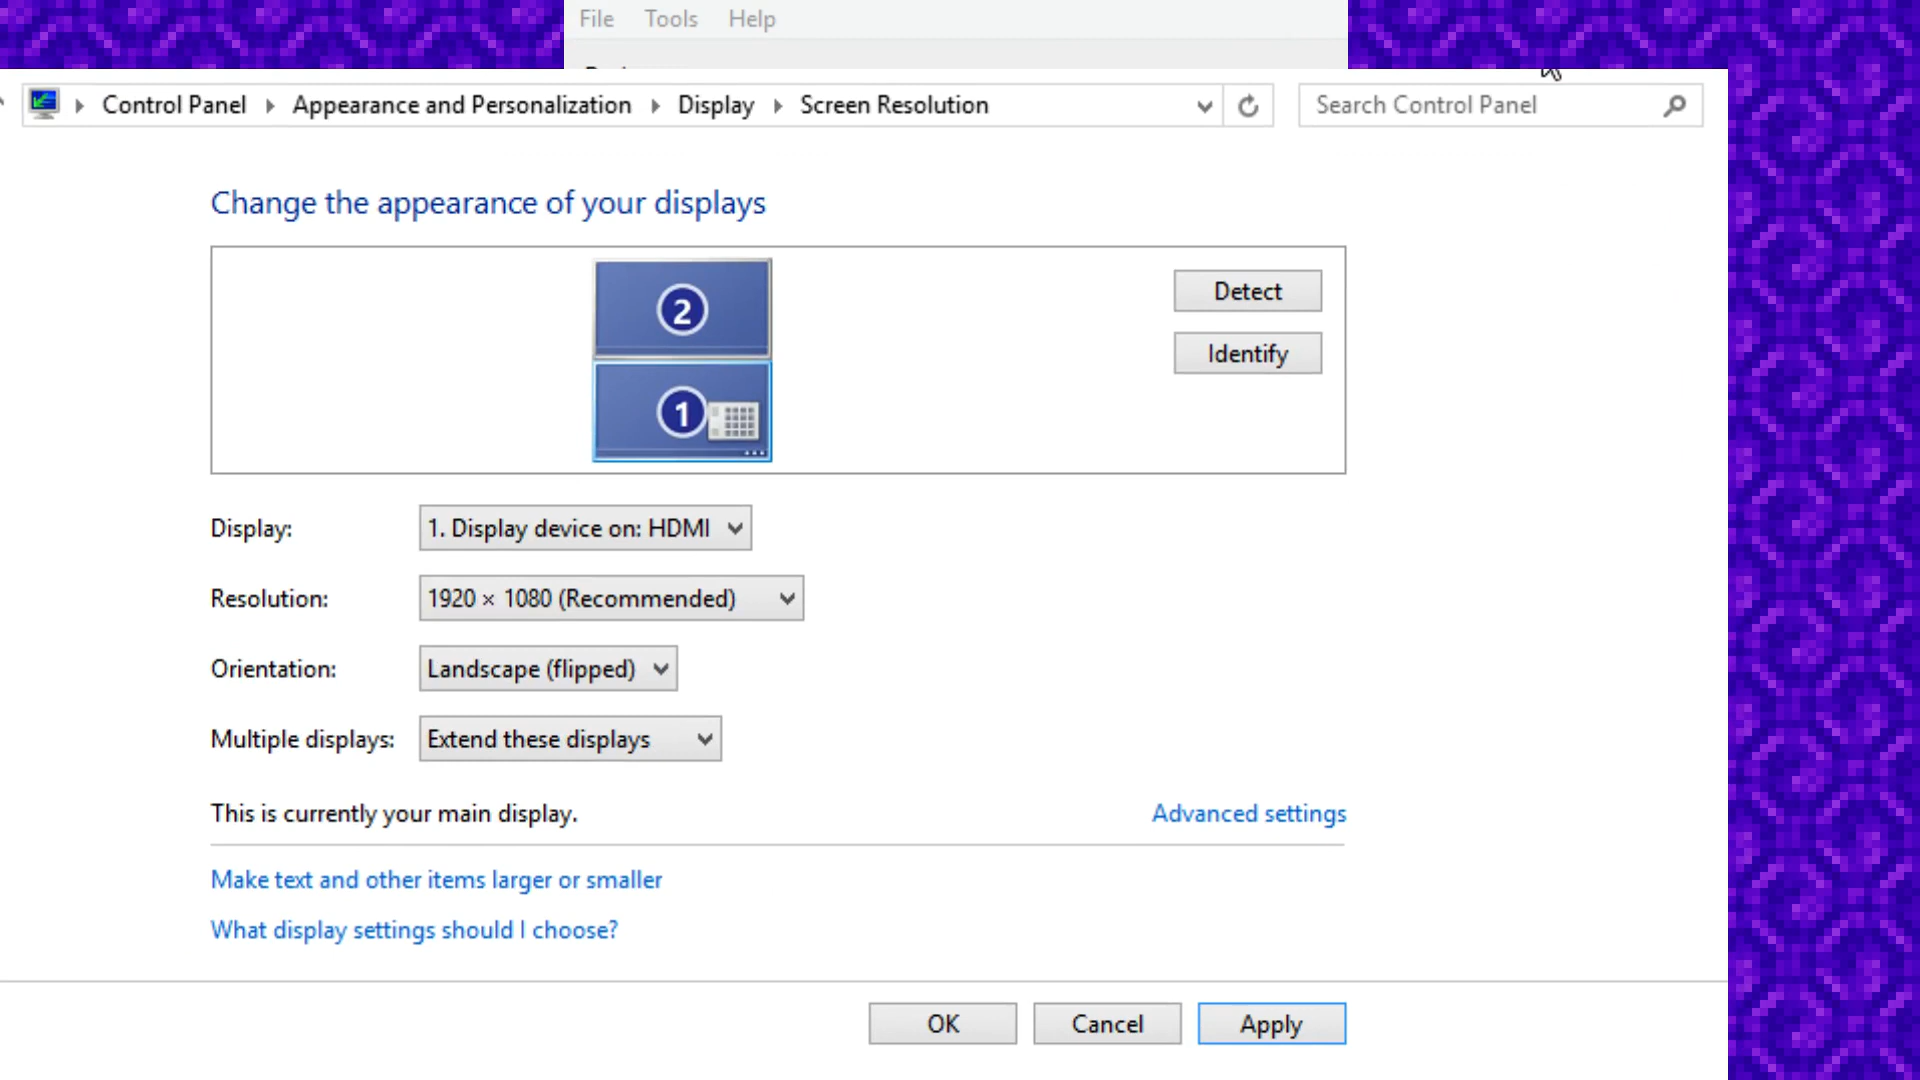 File Tools Help
Control Panel Appearance and Personalization Display Screen Resolution Search Control Panel
Change the appearance of your displays
2
Detect
Identify
1
Display: 1. Display device on: HDMI
Resolution: 1920 × 1080 (Recommended)
Orientation: Landscape (flipped)
Multiple displays: Extend these displays
This is currently your main display. Advanced settings
Make text and other items larger or smaller
What display settings should I choose?
OK Cancel Apply